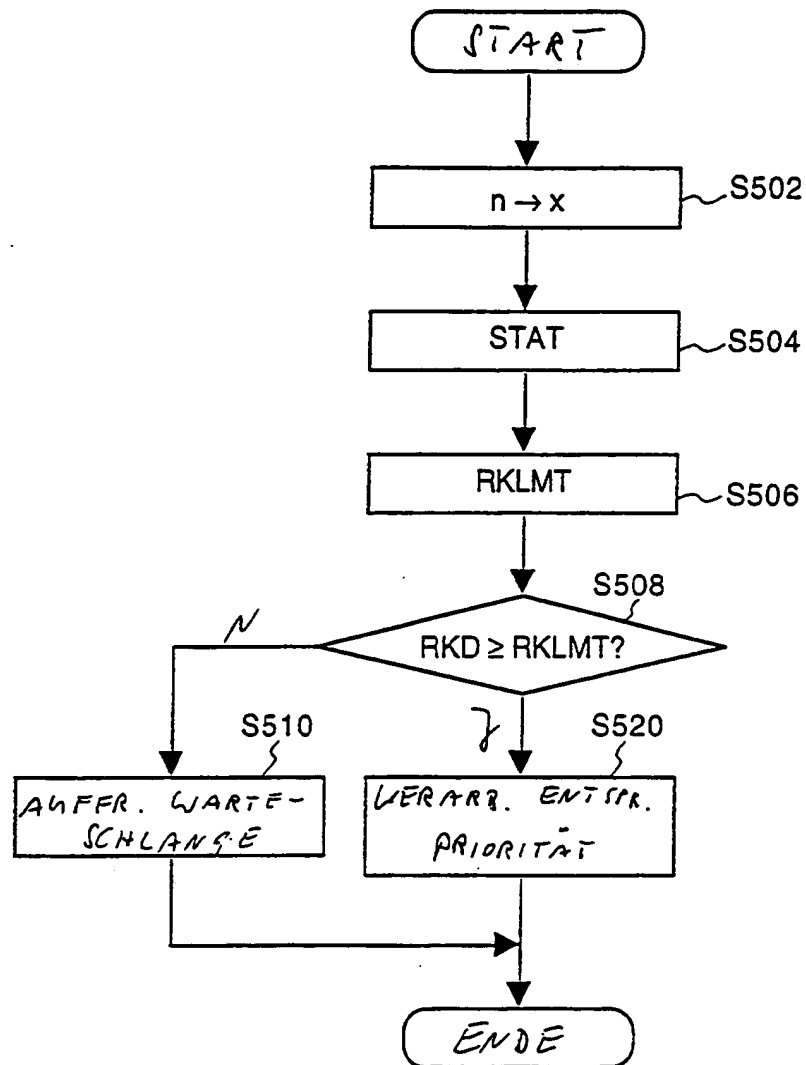 START
n → x
S502
STAT
S504
RKLMT
S506
S508
RKD ≥ RKLMT?
N
J
S510
S520
AUFFR. WARTE-
SCHLANGE
VERARB. ENTSPR.
PRIORITÄT
ENDE